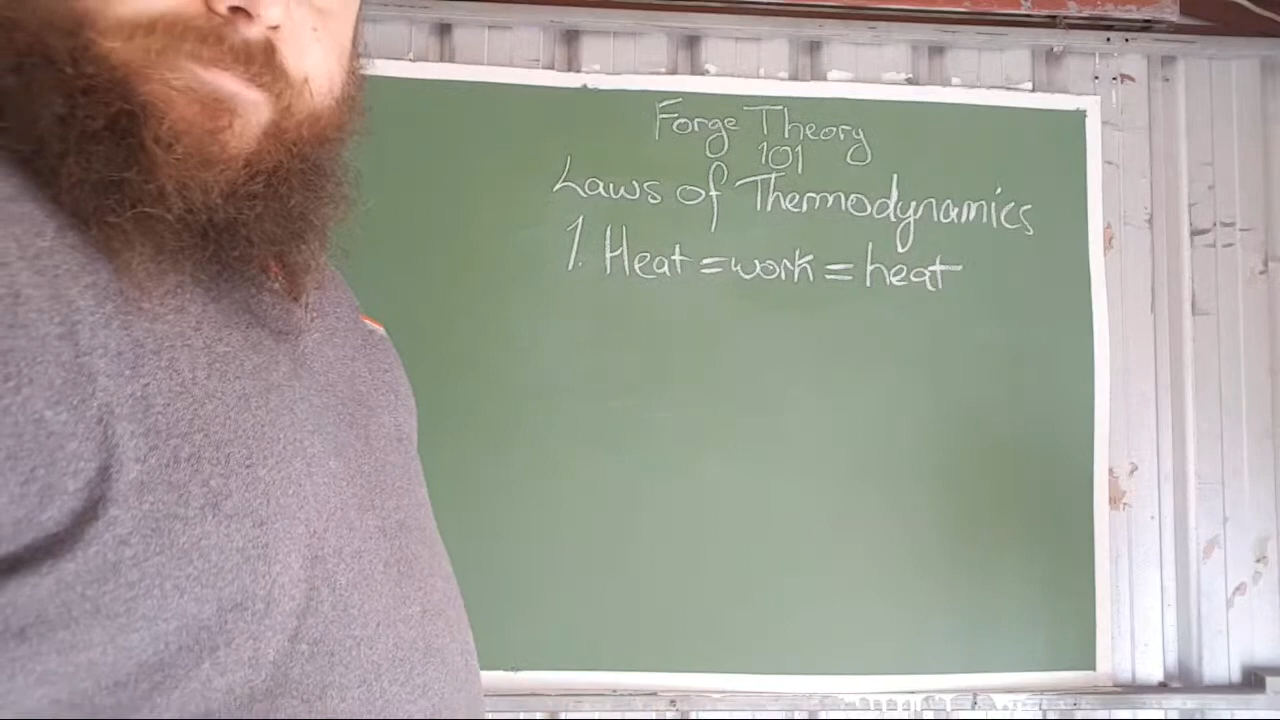 Forge Theory
101
Laws of Thermodynamics
1. Heat = work = heat